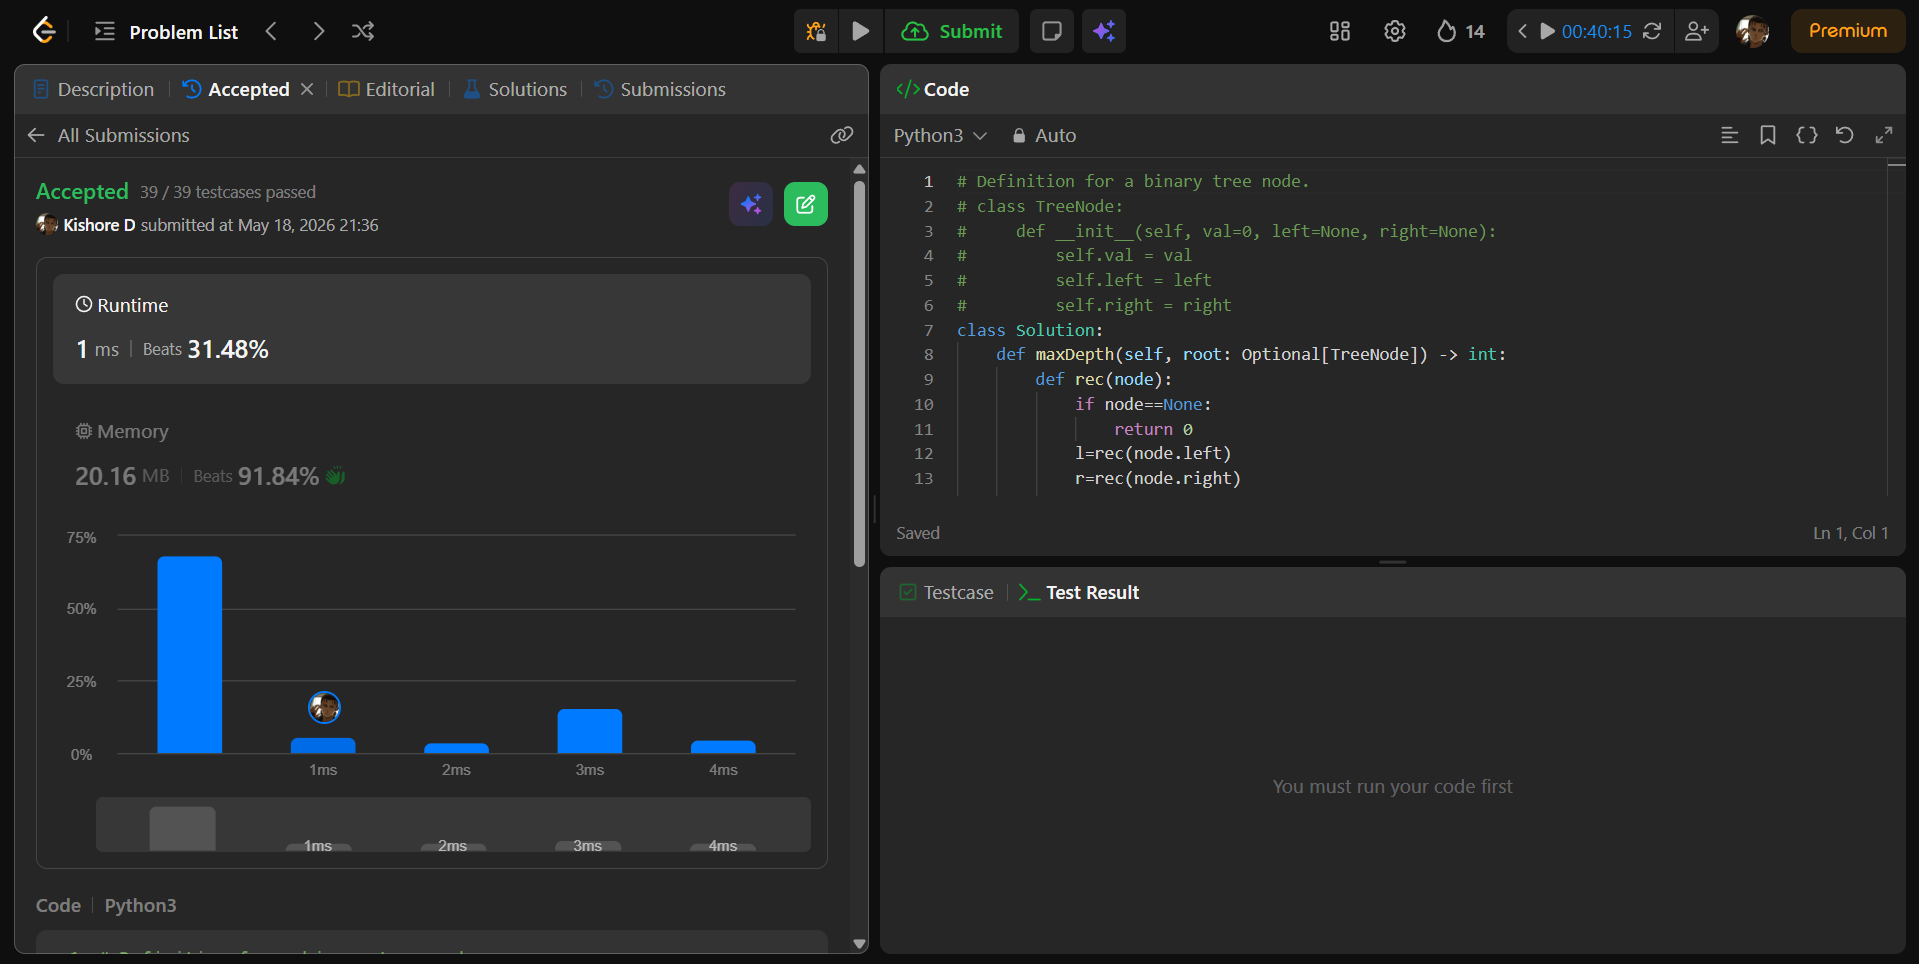 Problem List
Submit
14
00:40:15
Premium
Description
Accepted
Editorial
Solutions
Submissions
All Submissions
Accepted 39 / 39 testcases passed
Kishore D submitted at May 18, 2026 21:36
Runtime
1 ms | Beats 31.48%
Memory
20.16 MB | Beats 91.84%
75%
50%
25%
0%
1ms 2ms 3ms 4ms
1ms 2ms 3ms 4ms
Code | Python3
</> Code
Python3
Auto
1 # Definition for a binary tree node.
2 # class TreeNode:
3 #     def __init__(self, val=0, left=None, right=None):
4 #         self.val = val
5 #         self.left = left
6 #         self.right = right
7 class Solution:
8     def maxDepth(self, root: Optional[TreeNode]) -> int:
9         def rec(node):
10             if node==None:
11                 return 0
12             l=rec(node.left)
13             r=rec(node.right)
Saved
Ln 1, Col 1
Testcase
Test Result
You must run your code first